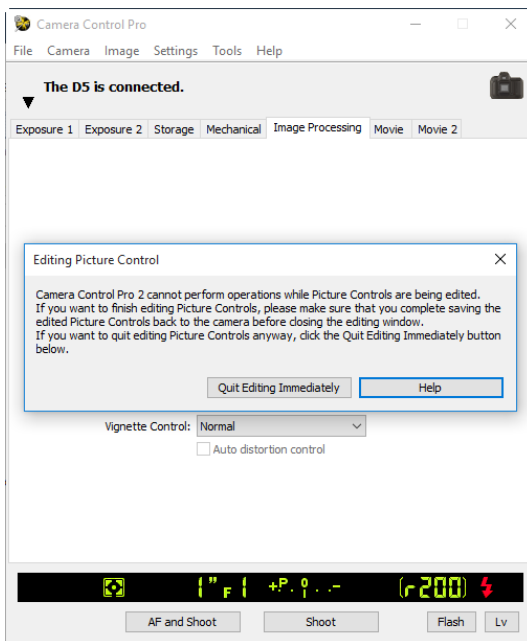 Camera Control Pro
File Camera Image Settings Tools Help
The D5 is connected.
Exposure 1 Exposure 2 Storage Mechanical Image Processing Movie Movie 2
Editing Picture Control
Camera Control Pro 2 cannot perform operations while Picture Controls are being edited.
If you want to finish editing Picture Controls, please make sure that you complete saving the
edited Picture Controls back to the camera before closing the editing window.
If you want to quit editing Picture Controls anyway, click the Quit Editing Immediately button
below.
Quit Editing Immediately Help
Vignette Control: Normal
Auto distortion control
1" F 1 +P. 0 . .- (r200)
AF and Shoot Shoot Flash Lv